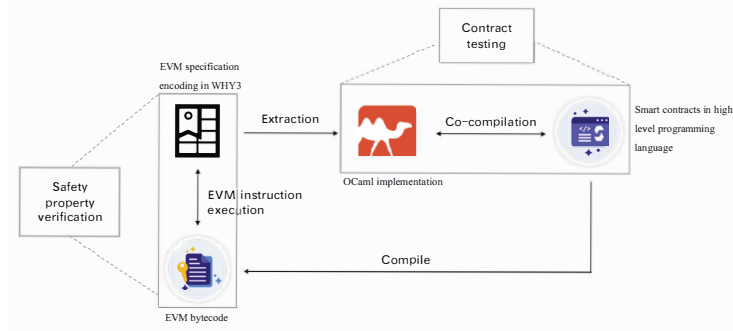 Contract
testing
EVM specification
encoding in WHY3
Extraction
Co-compilation
Smart contracts in high
level programming
language
OCaml implementation
Safety
property
verification
EVM instruction
execution
Compile
EVM bytecode